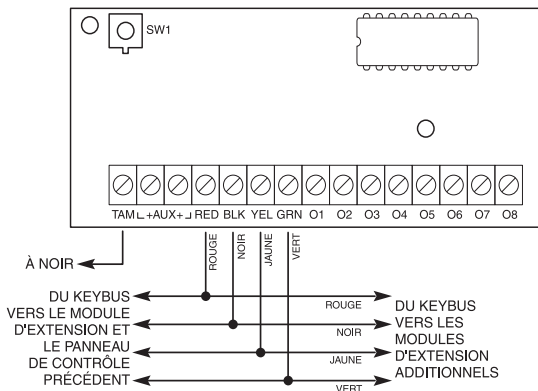 SW1
TAM +AUX+ RED BLK YEL GRN O1 O2 O3 O4 O5 O6 O7 O8
ROUGE
NOIR
JAUNE
VERT
À NOIR
DU KEYBUS
VERS LE MODULE
D'EXTENSION ET
LE PANNEAU
DE CONTRÔLE
PRÉCÉDENT
ROUGE
NOIR
JAUNE
VERT
DU KEYBUS
VERS LES
MODULES
D'EXTENSION
ADDITIONNELS